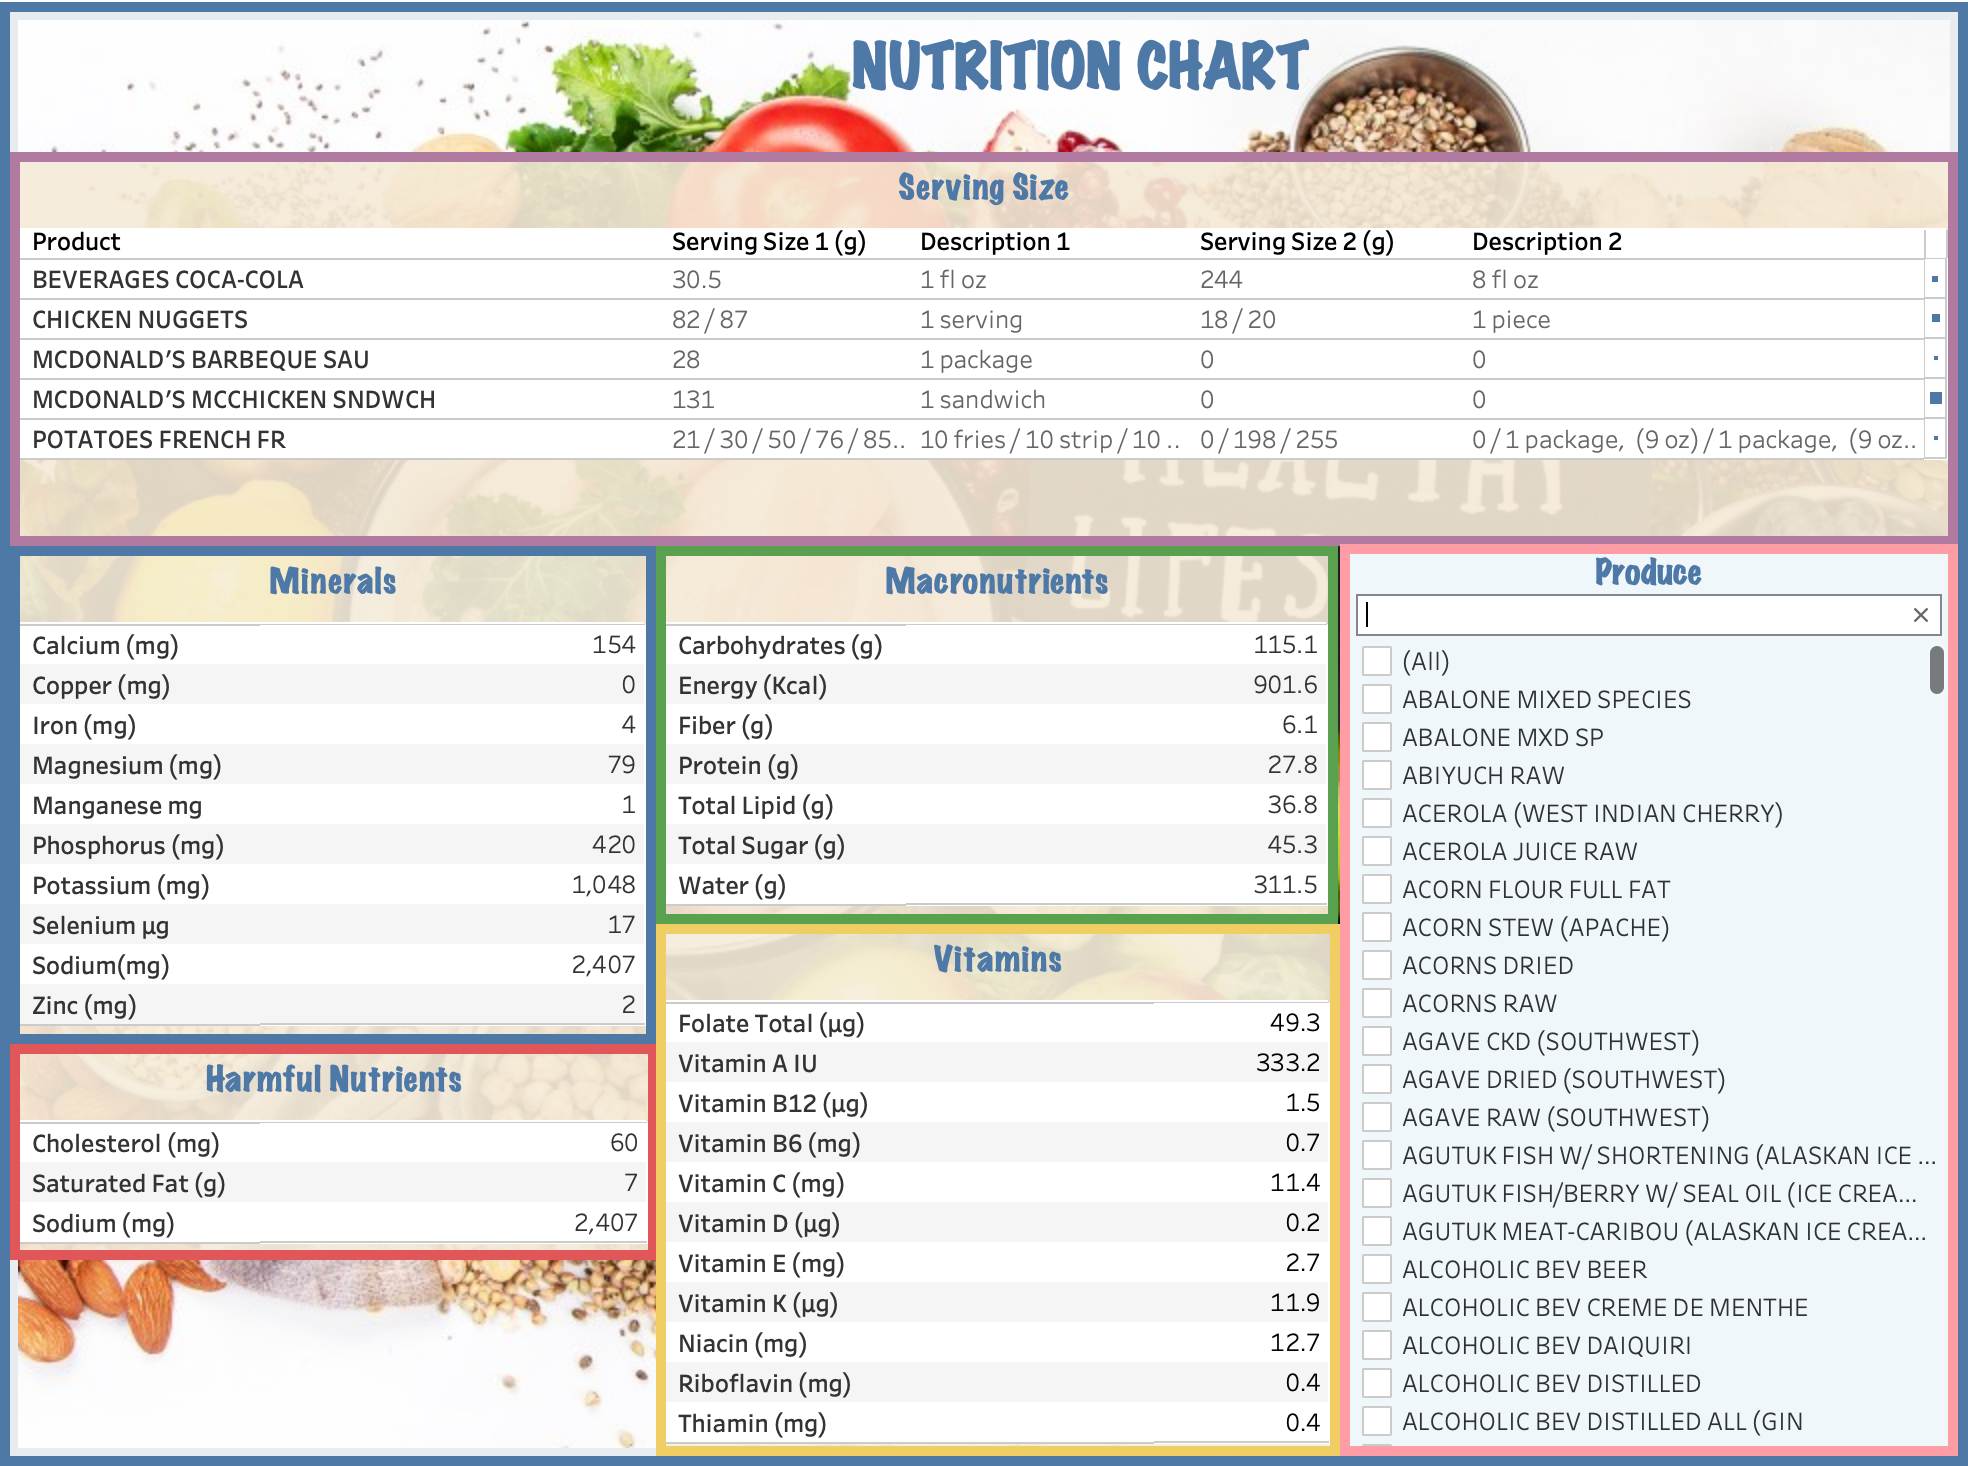 NUTRITION CHART
Serving Size
Product Serving Size 1 (g) Description 1 Serving Size 2 (g) Description 2
BEVERAGES COCA-COLA 30.5 1 fl oz 244 8 fl oz
CHICKEN NUGGETS 82 / 87 1 serving 18 / 20 1 piece
MCDONALD’S BARBEQUE SAU 28 1 package 0 0
MCDONALD’S MCCHICKEN SNDWCH 131 1 sandwich 0 0
POTATOES FRENCH FR 21 / 30 / 50 / 76 / 85.. 10 fries / 10 strip / 10 .. 0 / 198 / 255 0 / 1 package, (9 oz) / 1 package, (9 oz..
HEALTHY
LIFES
Minerals
Calcium (mg) 154
Copper (mg) 0
Iron (mg) 4
Magnesium (mg) 79
Manganese mg 1
Phosphorus (mg) 420
Potassium (mg) 1,048
Selenium µg 17
Sodium(mg) 2,407
Zinc (mg) 2
Harmful Nutrients
Cholesterol (mg) 60
Saturated Fat (g) 7
Sodium (mg) 2,407
Macronutrients
Carbohydrates (g) 115.1
Energy (Kcal) 901.6
Fiber (g) 6.1
Protein (g) 27.8
Total Lipid (g) 36.8
Total Sugar (g) 45.3
Water (g) 311.5
Vitamins
Folate Total (µg) 49.3
Vitamin A IU 333.2
Vitamin B12 (µg) 1.5
Vitamin B6 (mg) 0.7
Vitamin C (mg) 11.4
Vitamin D (µg) 0.2
Vitamin E (mg) 2.7
Vitamin K (µg) 11.9
Niacin (mg) 12.7
Riboflavin (mg) 0.4
Thiamin (mg) 0.4
Produce
(All)
ABALONE MIXED SPECIES
ABALONE MXD SP
ABIYUCH RAW
ACEROLA (WEST INDIAN CHERRY)
ACEROLA JUICE RAW
ACORN FLOUR FULL FAT
ACORN STEW (APACHE)
ACORNS DRIED
ACORNS RAW
AGAVE CKD (SOUTHWEST)
AGAVE DRIED (SOUTHWEST)
AGAVE RAW (SOUTHWEST)
AGUTUK FISH W/ SHORTENING (ALASKAN ICE ...
AGUTUK FISH/BERRY W/ SEAL OIL (ICE CREA...
AGUTUK MEAT-CARIBOU (ALASKAN ICE CREA...
ALCOHOLIC BEV BEER
ALCOHOLIC BEV CREME DE MENTHE
ALCOHOLIC BEV DAIQUIRI
ALCOHOLIC BEV DISTILLED
ALCOHOLIC BEV DISTILLED ALL (GIN